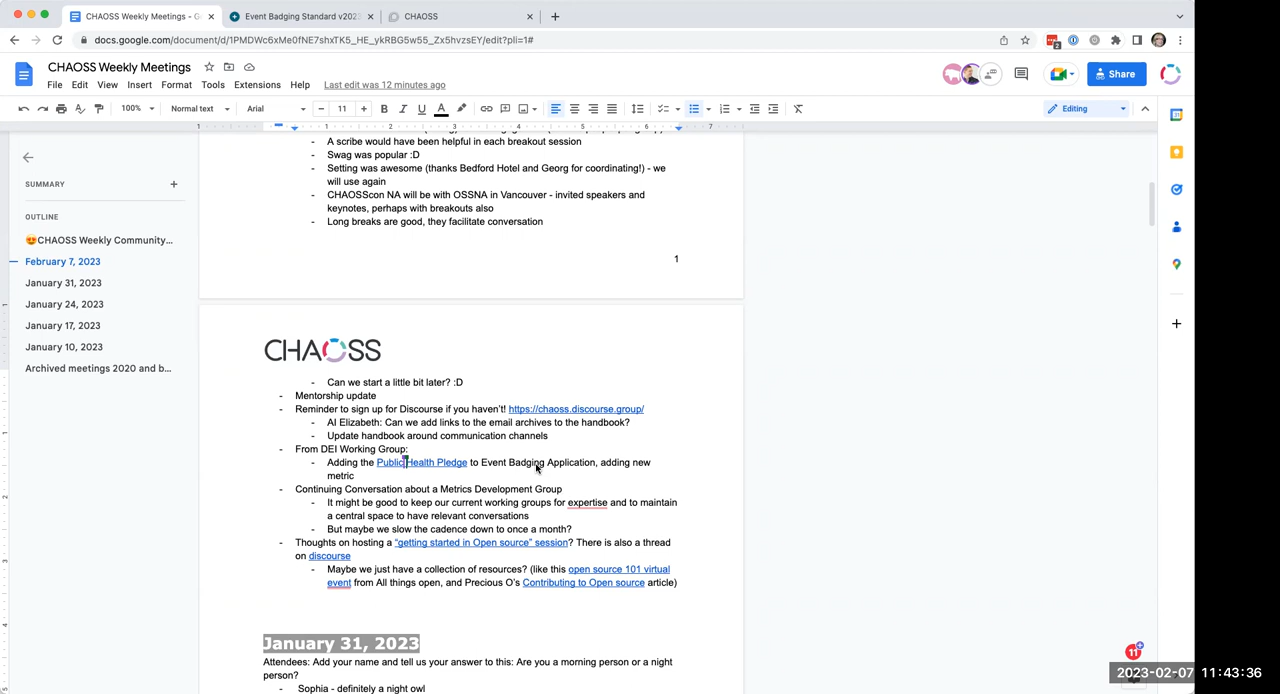 CHAOSS Weekly Meetings - G
Event Badging Standard v202
CHAOSS
docs.google.com/document/d/1PMDWc6xMe0fNE7shxTK5_HE_ykRBG5w55_Zx5hvzsEY/edit?pli=1#
2
CHAOSS Weekly Meetings
File Edit View Insert Format Tools Extensions Help Last edit was 12 minutes ago
Share
100% Normal text Arial 11 Editing
1 1 2 3 4 5 6 7
SUMMARY
OUTLINE
😍CHAOSS Weekly Community...
February 7, 2023
January 31, 2023
January 24, 2023
January 17, 2023
January 10, 2023
Archived meetings 2020 and b...
- A scribe would have been helpful in each breakout session
- Swag was popular :D
- Setting was awesome (thanks Bedford Hotel and Georg for coordinating!) - we
will use again
- CHAOSScon NA will be with OSSNA in Vancouver - invited speakers and
keynotes, perhaps with breakouts also
- Long breaks are good, they facilitate conversation
1
CHAOSS
- Can we start a little bit later? :D
- Mentorship update
- Reminder to sign up for Discourse if you haven't! https://chaoss.discourse.group/
- AI Elizabeth: Can we add links to the email archives to the handbook?
- Update handbook around communication channels
- From DEI Working Group:
- Adding the Public Health Pledge to Event Badging Application, adding new
metric
- Continuing Conversation about a Metrics Development Group
- It might be good to keep our current working groups for expertise and to maintain
a central space to have relevant conversations
- But maybe we slow the cadence down to once a month?
- Thoughts on hosting a "getting started in Open source" session? There is also a thread
on discourse
- Maybe we just have a collection of resources? (like this open source 101 virtual
event from All things open, and Precious O's Contributing to Open source article)
January 31, 2023
Attendees: Add your name and tell us your answer to this: Are you a morning person or a night
person?
- Sophia - definitely a night owl
11
2023-02-07 11:43:36